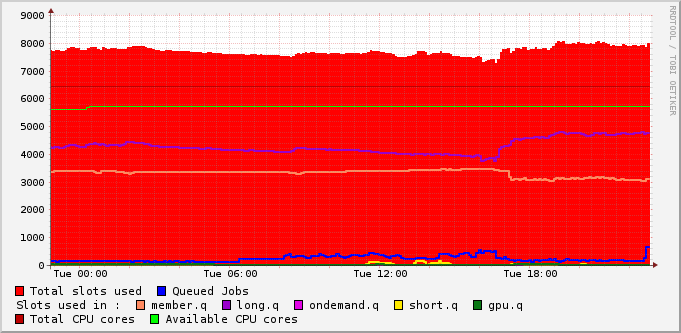 RRDTOOL / TOBI OETIKER
9000
8000
7000
6000
5000
4000
3000
2000
1000
0
Tue 00:00 Tue 06:00 Tue 12:00 Tue 18:00
Total slots used Queued Jobs
Slots used in : member.q long.q ondemand.q short.q gpu.q
Total CPU cores Available CPU cores